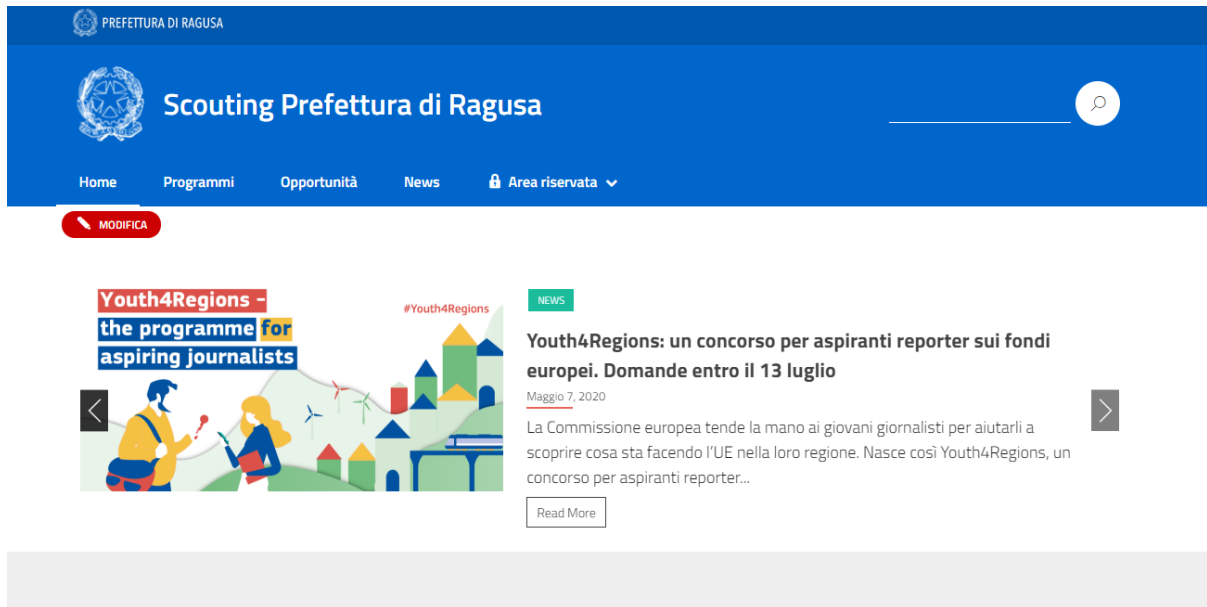 PREFETTURA DI RAGUSA
Scouting Prefettura di Ragusa
Home Programmi Opportunità News Area riservata
MODIFICA
Youth4Regions –
the programme for
aspiring journalists
#Youth4Regions
NEWS
Youth4Regions: un concorso per aspiranti reporter sui fondi
europei. Domande entro il 13 luglio
Maggio 7, 2020
La Commissione europea tende la mano ai giovani giornalisti per aiutarli a
scoprire cosa sta facendo l’UE nella loro regione. Nasce così Youth4Regions, un
concorso per aspiranti reporter...
Read More